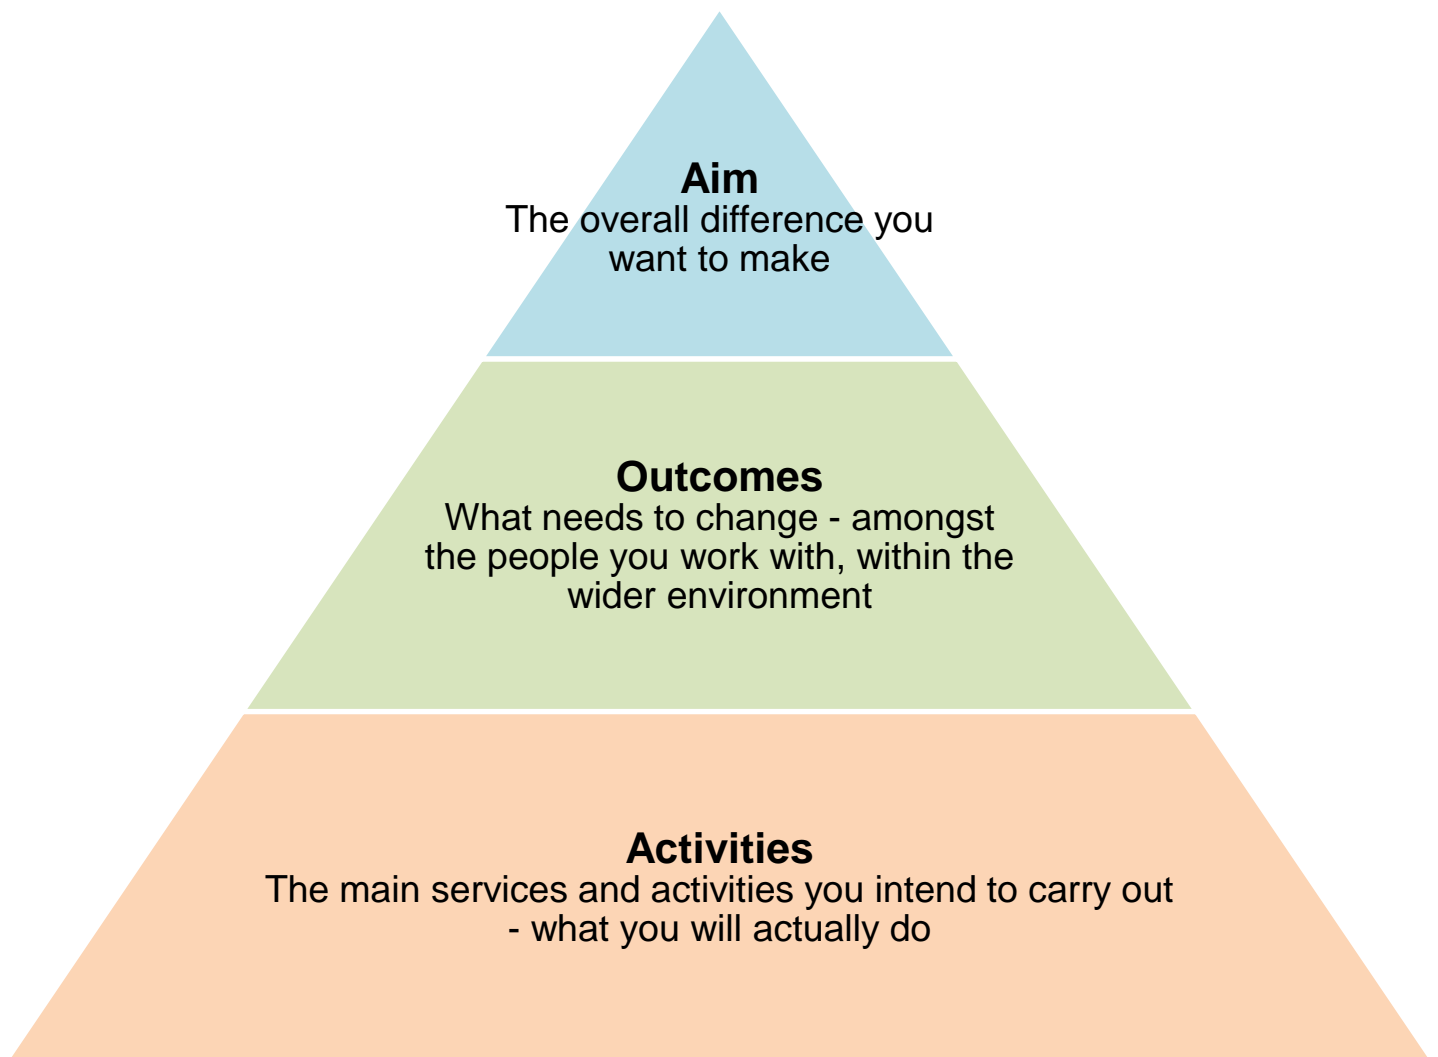 Aim
The overall difference you
want to make
Outcomes
What needs to change - amongst
the people you work with, within the
wider environment
Activities
The main services and activities you intend to carry out
- what you will actually do